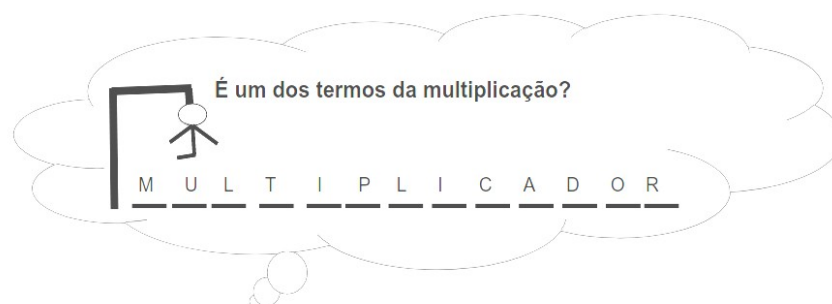 É um dos termos da multiplicação?
M U L T I P L I C A D O R